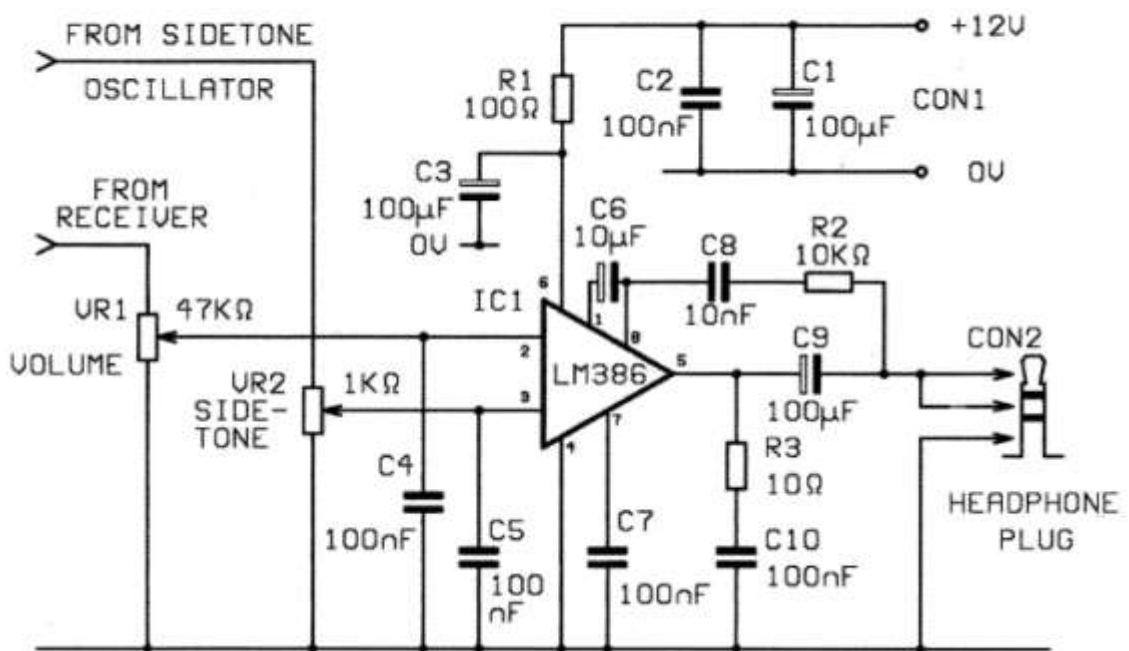 FROM SIDETONE
OSCILLATOR
FROM
RECEIVER
VR1
47KΩ
VOLUME
VR2
1KΩ
SIDE-
TONE
R1
100Ω
C2
100nF
C1
100µF
+12V
CON1
0V
C3
100µF
0V
C6
10µF
C8
10nF
R2
10KΩ
IC1
LM386
6
1
8
2
3
5
7
4
C9
100µF
CON2
R3
10Ω
C4
100nF
C5
100
nF
C7
100nF
C10
100nF
HEADPHONE
PLUG